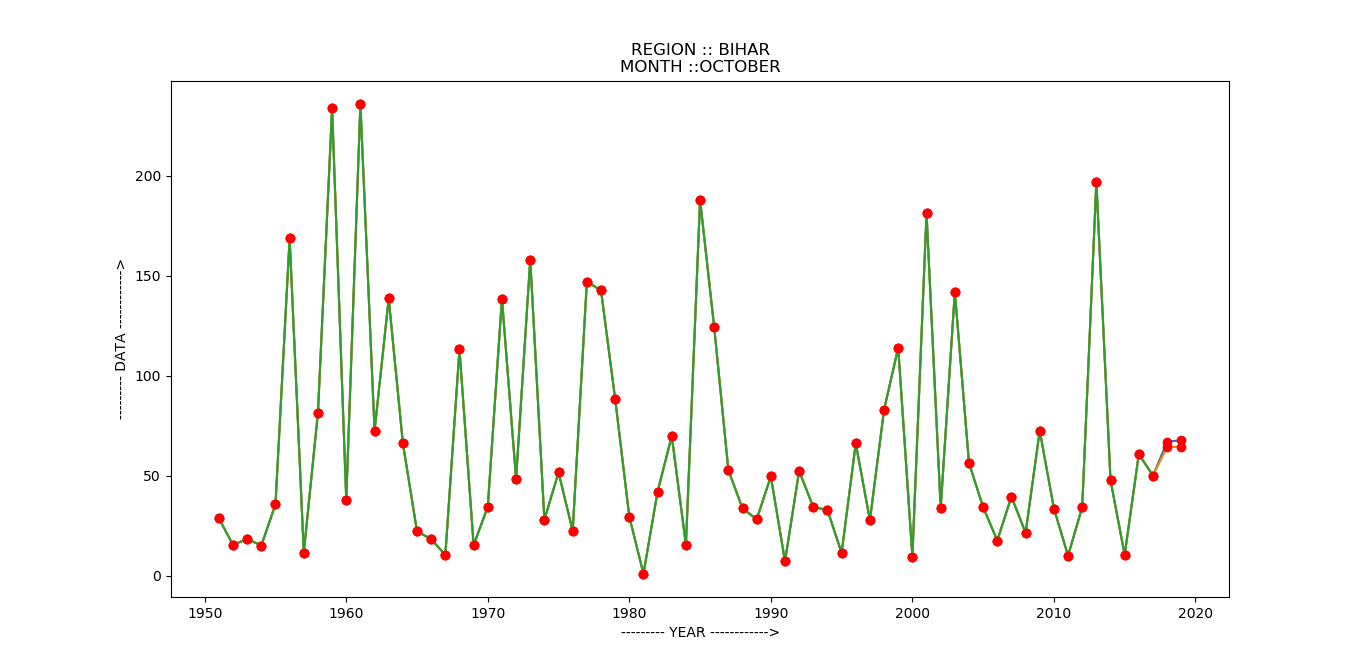 REGION :: BIHAR
MONTH ::OCTOBER
200
150
100
50
0
--------- DATA ------------>
1950 1960 1970 1980 1990 2000 2010 2020
--------- YEAR ------------>